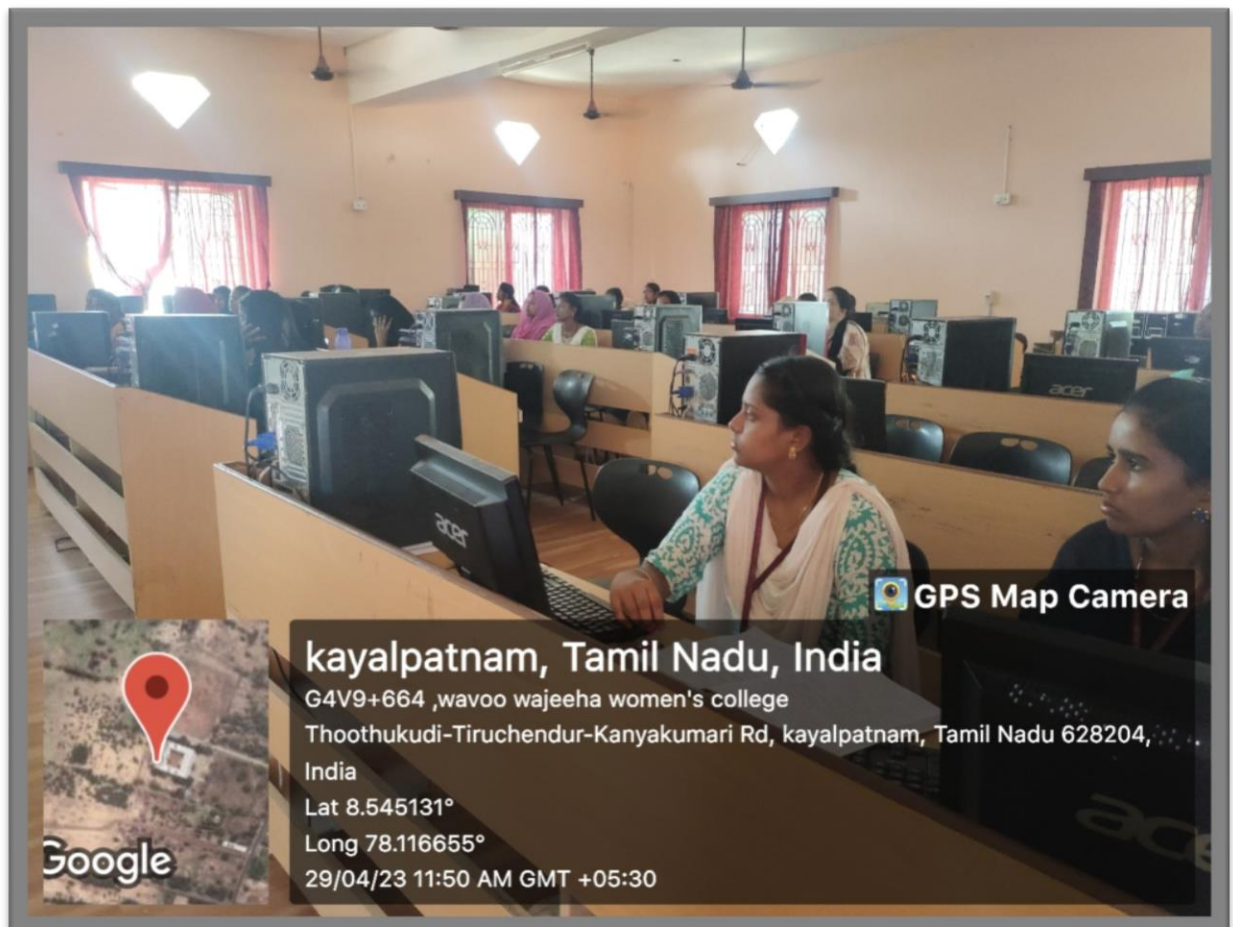 acer
acer
GPS Map Camera
kayalpatnam, Tamil Nadu, India
G4V9+664 ,wavoo wajeeha women's college
Thoothukudi-Tiruchendur-Kanyakumari Rd, kayalpatnam, Tamil Nadu 628204,
India
Lat 8.545131°
Long 78.116655°
29/04/23 11:50 AM GMT +05:30
Google
acer